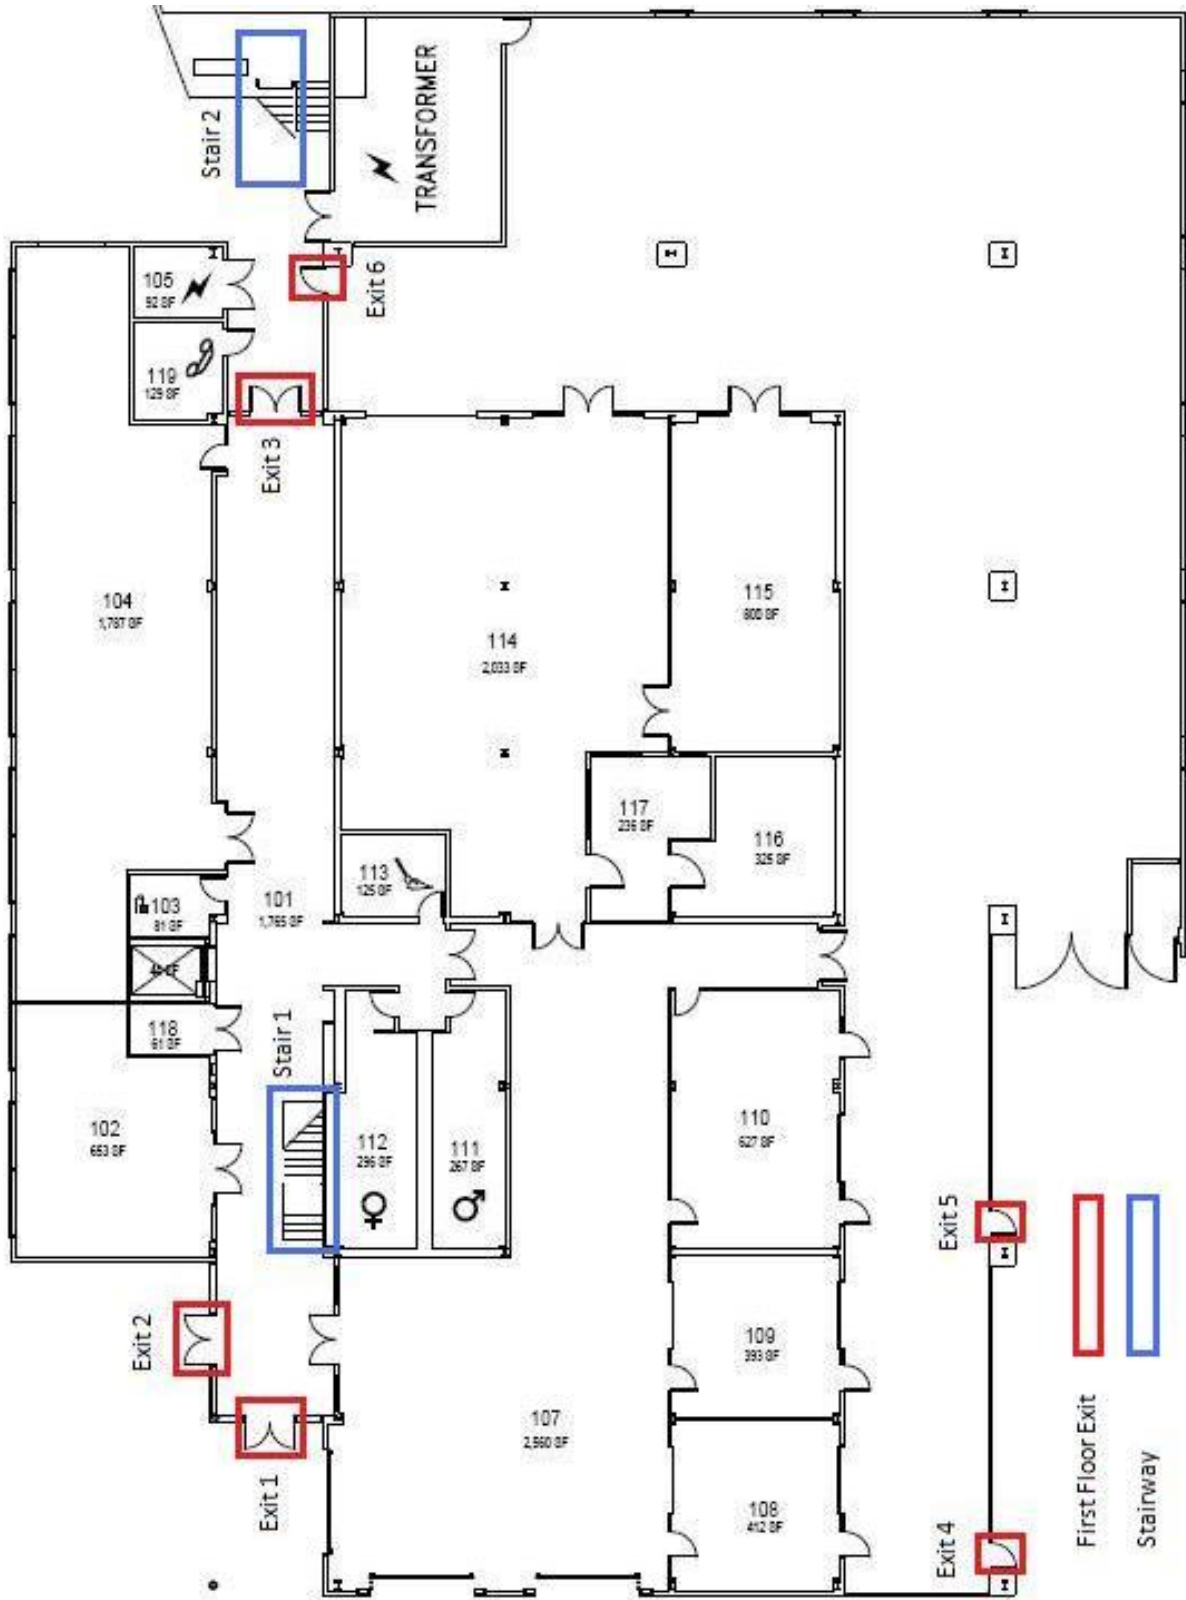 Stair 2
TRANSFORMER
105
92 SF
Exit 6
119
129 SF
Exit 3
104
1,787 SF
115
600 SF
114
2,033 SF
117
236 SF
116
325 SF
113
125 SF
103
81 SF
101
1,765 SF
118
61 SF
Stair 1
102
653 SF
112
296 SF
111
267 SF
110
627 SF
Exit 5
Exit 2
109
393 SF
107
2,560 SF
Exit 1
108
412 SF
Exit 4
First Floor Exit
Stairway